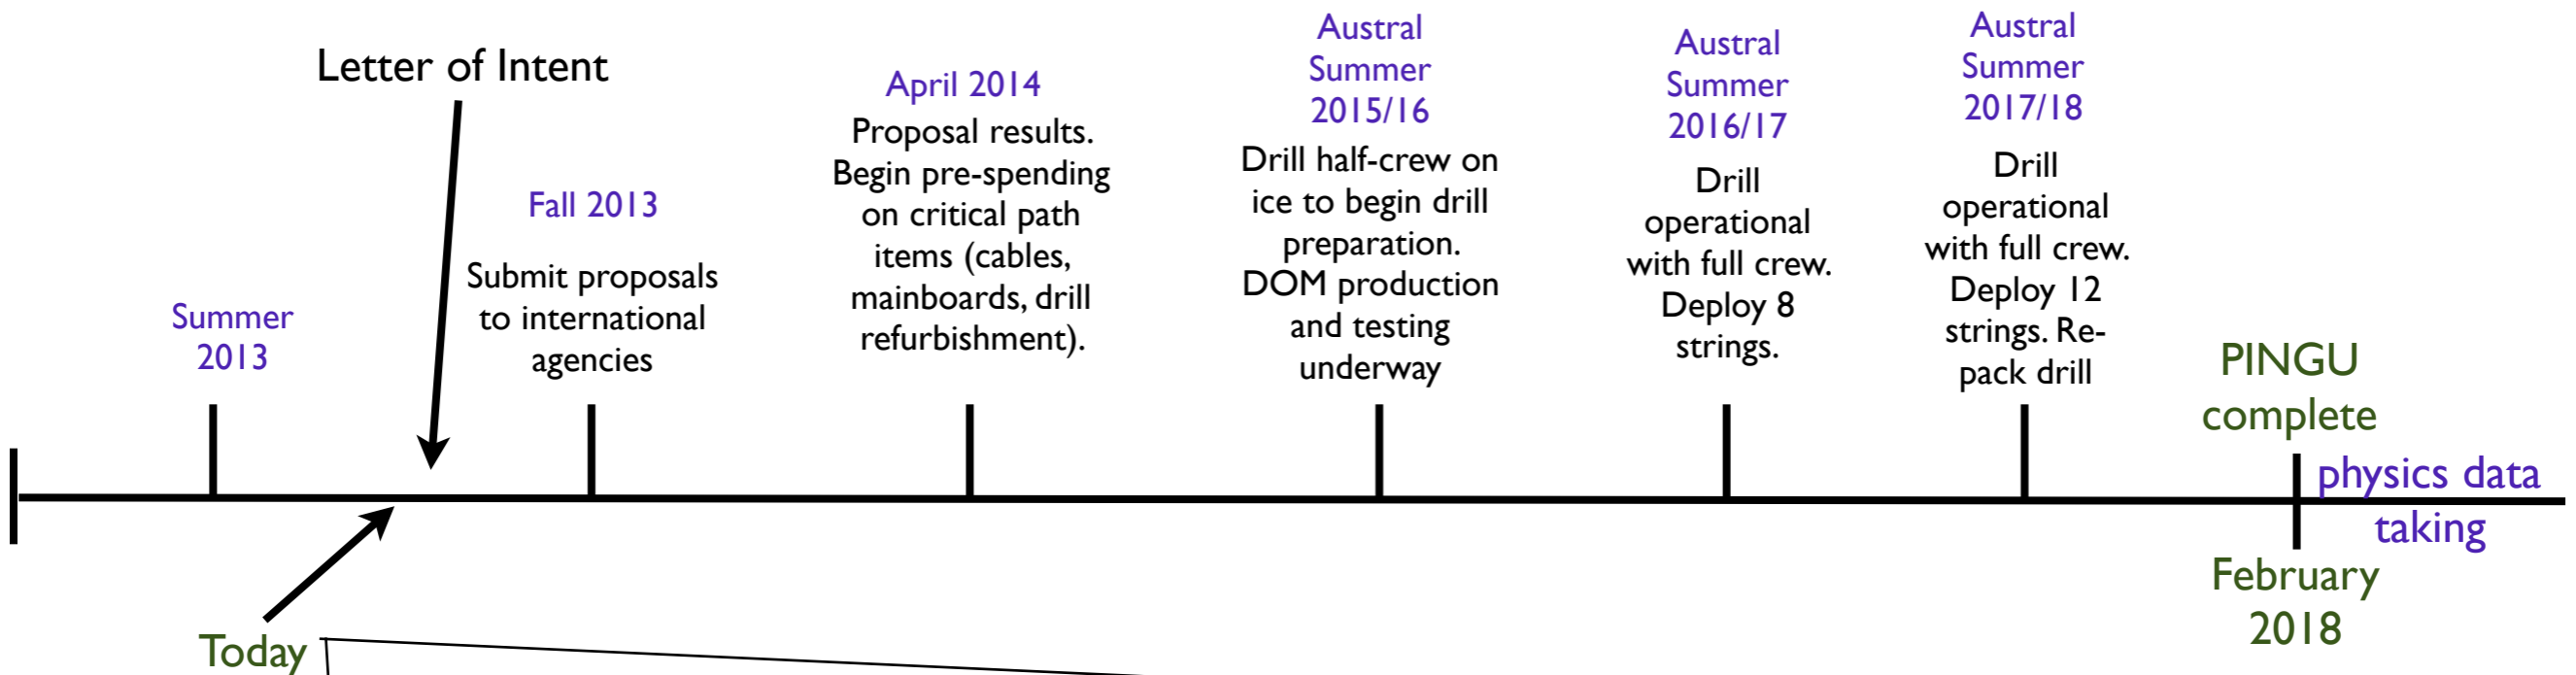 Letter of Intent
Summer
2013
Fall 2013
Submit proposals
to international
agencies
April 2014
Proposal results.
Begin pre-spending
on critical path
items (cables,
mainboards, drill
refurbishment).
Austral
Summer
2015/16
Drill half-crew on
ice to begin drill
preparation.
DOM production
and testing
underway
Austral
Summer
2016/17
Drill
operational
with full crew.
Deploy 8
strings.
Austral
Summer
2017/18
Drill
operational
with full crew.
Deploy 12
strings. Re-
pack drill
PINGU
complete
physics data
taking
February
2018
Today